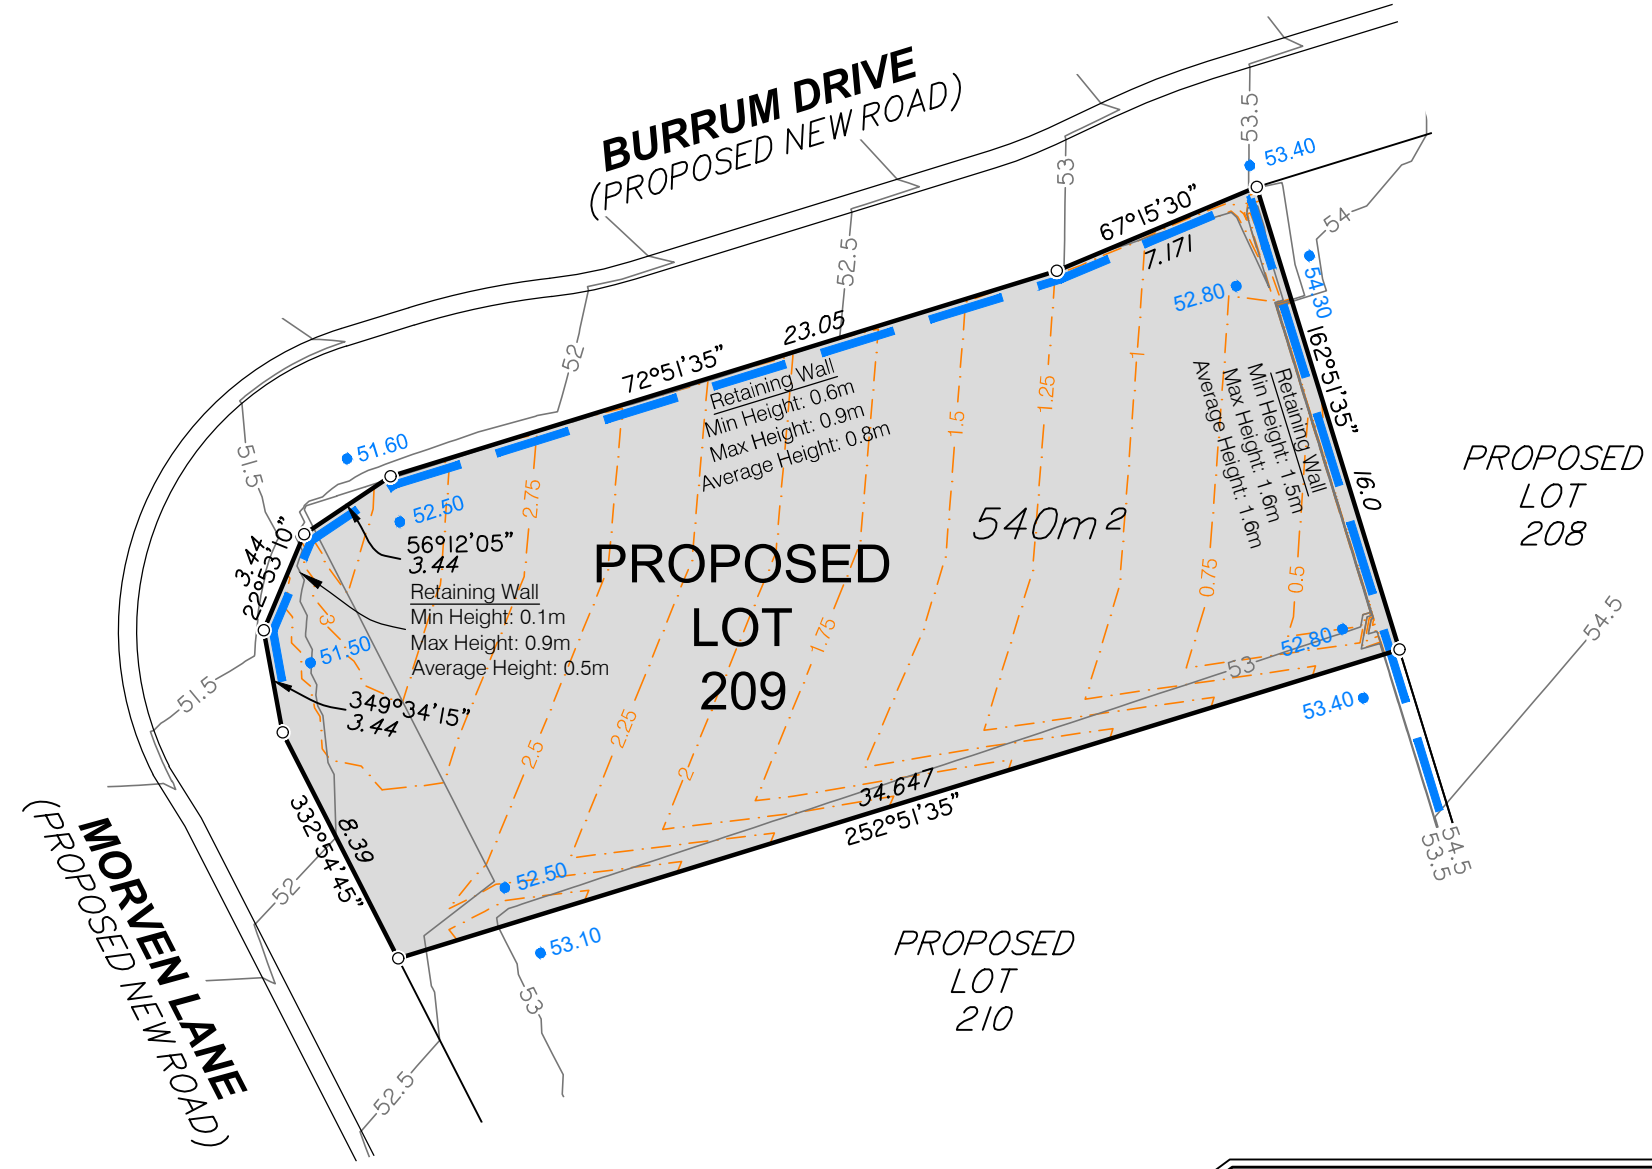 BURRUM DRIVE
(PROPOSED NEW ROAD)
53.5
53.40
53
67°15'30"
7.171
54
52.5
52.80
54.30
52
23.05
72°51'35"
162°51'35"
16.0
Retaining Wall
Min Height: 0.6m
Max Height: 0.9m
Average Height: 0.8m
Retaining Wall
Min Height: 1.5m
Max Height: 1.6m
Average Height: 1.6m
1
1.25
1.5
51.60
51.5
2.75
52.50
540m²
PROPOSED
LOT
208
56°12'05"
3.44
3.44
22°53'10"
PROPOSED
LOT
209
Retaining Wall
Min Height: 0.1m
Max Height: 0.9m
Average Height: 0.5m
0.75
0.5
3
1.75
51.50
52.80
53
54.5
51.5
349°34'15"
3.44
2.5
2.25
2
53.40
34.647
252°51'35"
8.39
332°54'45"
53.5
54.5
52
52.50
53.10
MORVEN LANE
(PROPOSED NEW ROAD)
PROPOSED
LOT
210
53
52.5